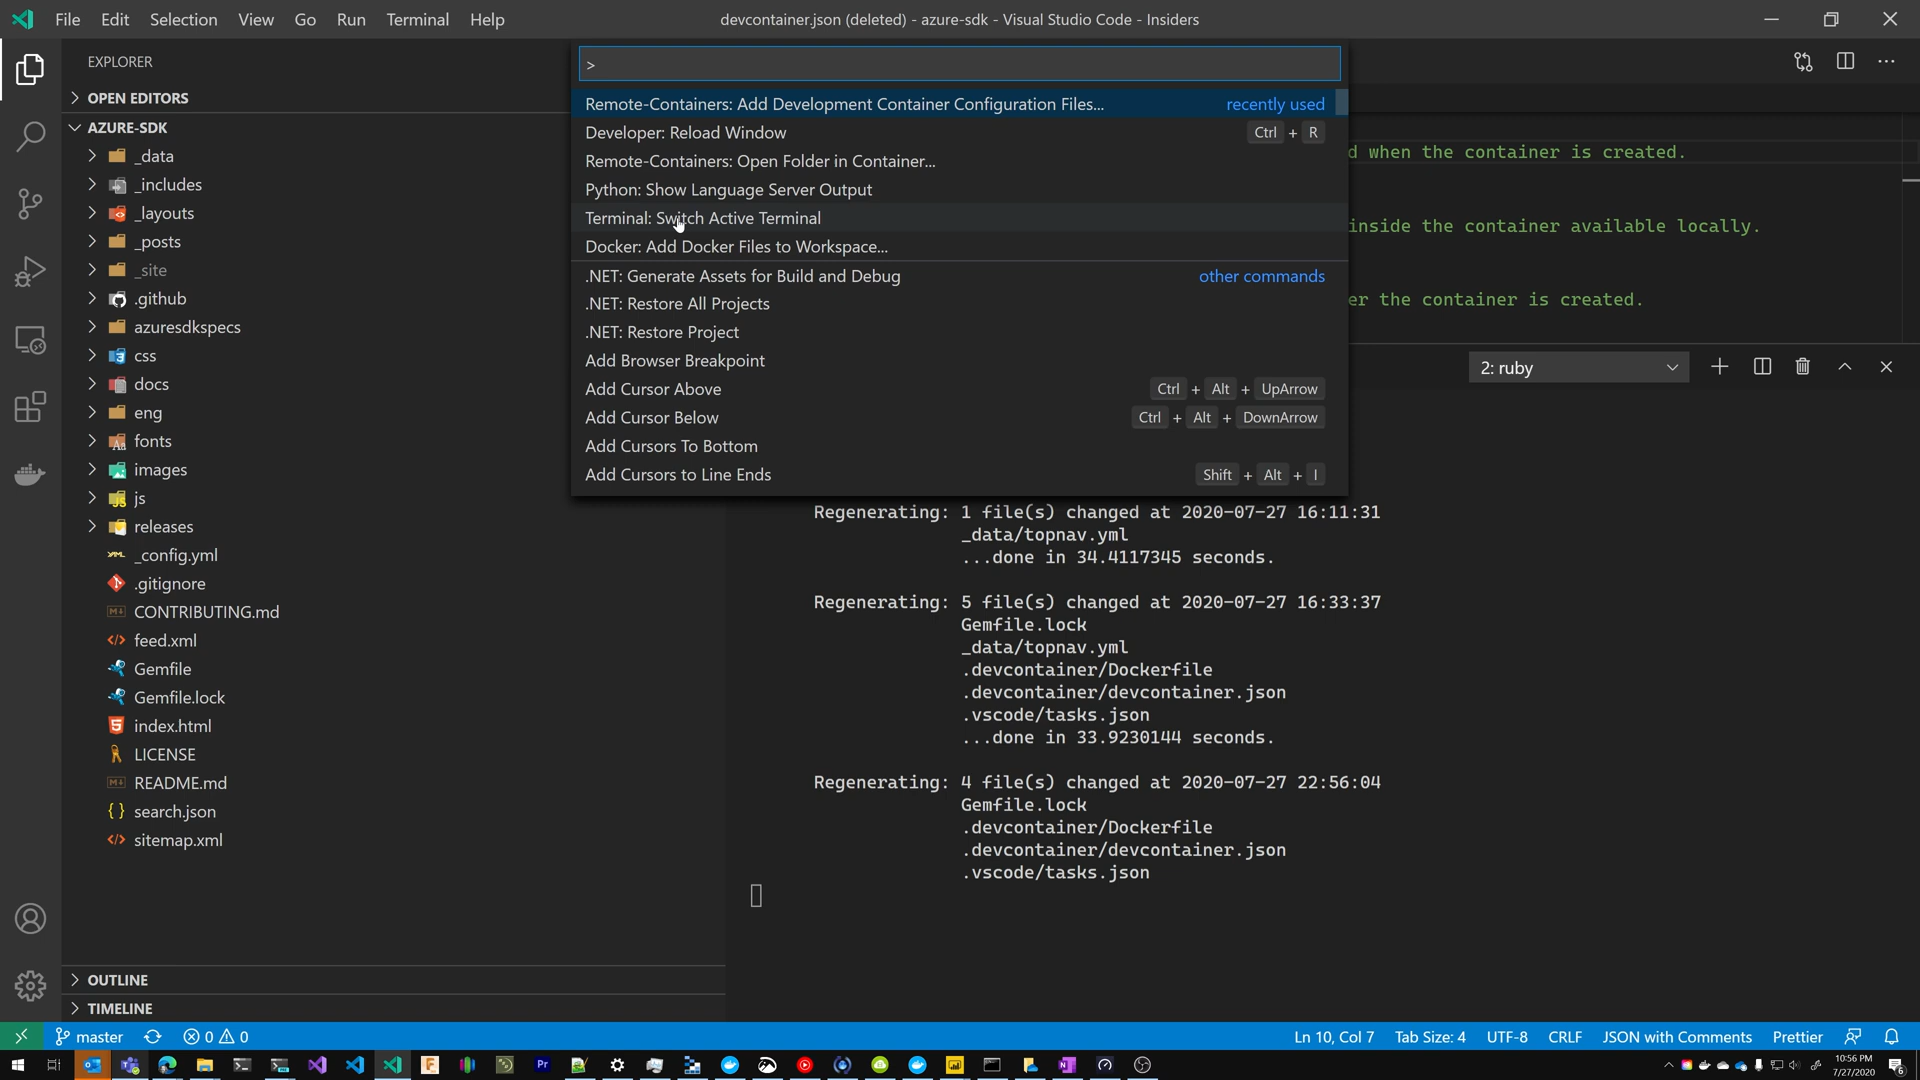 File Edit Selection View Go Run Terminal Help
devcontainer.json (deleted) - azure-sdk - Visual Studio Code - Insiders
EXPLORER
OPEN EDITORS
AZURE-SDK
_data
_includes
_layouts
_posts
_site
.github
azuresdkspecs
css
docs
eng
fonts
images
js
releases
_config.yml
.gitignore
CONTRIBUTING.md
feed.xml
Gemfile
Gemfile.lock
index.html
LICENSE
README.md
search.json
sitemap.xml
OUTLINE
TIMELINE
>
Remote-Containers: Add Development Container Configuration Files... recently used
Developer: Reload Window Ctrl + R
Remote-Containers: Open Folder in Container...
Python: Show Language Server Output
Terminal: Switch Active Terminal
Docker: Add Docker Files to Workspace...
.NET: Generate Assets for Build and Debug other commands
.NET: Restore All Projects
.NET: Restore Project
Add Browser Breakpoint
Add Cursor Above Ctrl + Alt + UpArrow
Add Cursor Below Ctrl + Alt + DownArrow
Add Cursors To Bottom
Add Cursors to Line Ends Shift + Alt + I
d when the container is created.
inside the container available locally.
er the container is created.
2: ruby
Regenerating: 1 file(s) changed at 2020-07-27 16:11:31
_data/topnav.yml
...done in 34.4117345 seconds.
Regenerating: 5 file(s) changed at 2020-07-27 16:33:37
Gemfile.lock
_data/topnav.yml
.devcontainer/Dockerfile
.devcontainer/devcontainer.json
.vscode/tasks.json
...done in 33.9230144 seconds.
Regenerating: 4 file(s) changed at 2020-07-27 22:56:04
Gemfile.lock
.devcontainer/Dockerfile
.devcontainer/devcontainer.json
.vscode/tasks.json
master 0 0 Ln 10, Col 7 Tab Size: 4 UTF-8 CRLF JSON with Comments Prettier
10:56 PM
7/27/2020